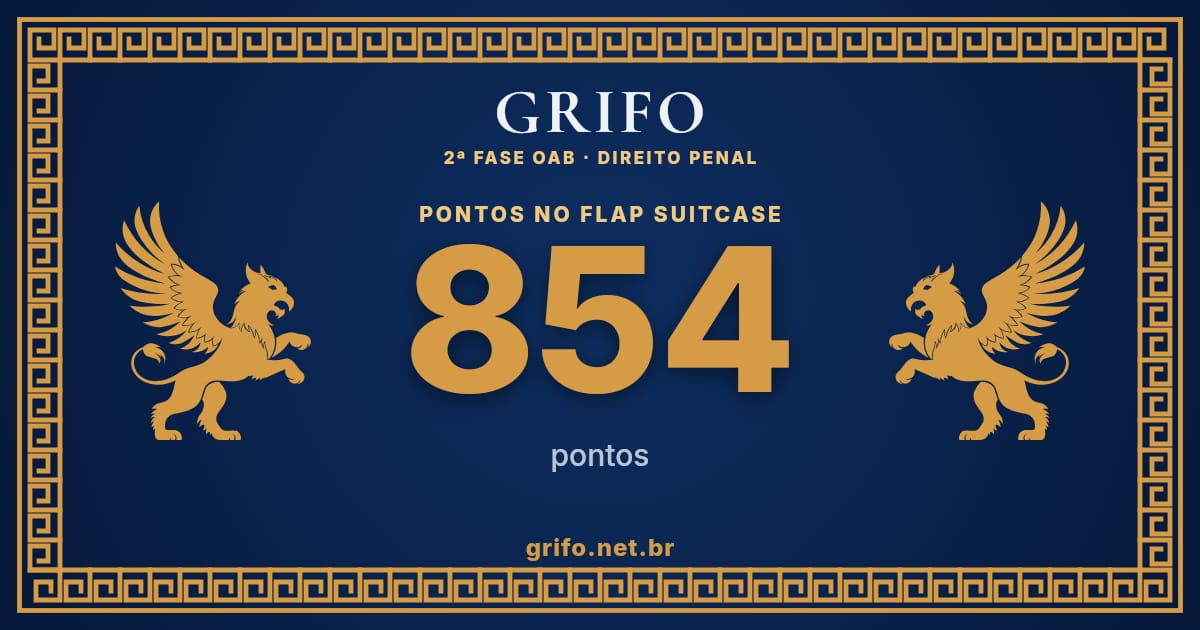 GRIFO
2ª FASE OAB · DIREITO PENAL
PONTOS NO FLAP SUITCASE
854
pontos
grifo.net.br